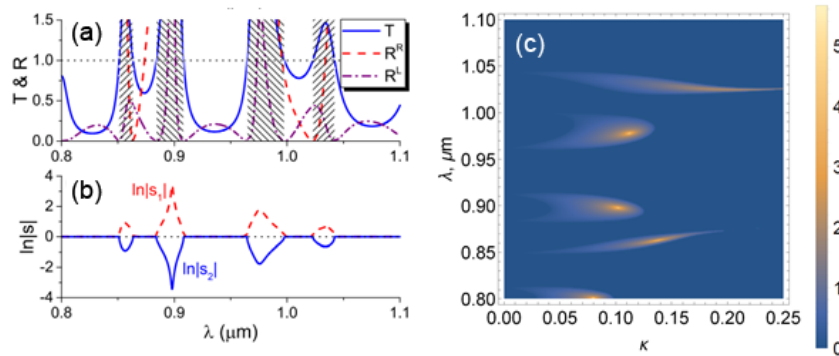 (a)
T & R
1.5
1.0
0.5
0.0
T
R^R
R^L
0.8 0.9 1.0 1.1
(b)
ln|s|
4
2
0
-2
-4
ln|s₁|
ln|s₂|
0.8 0.9 1.0 1.1
λ (μm)
(c)
λ, μm
1.10
1.05
1.00
0.95
0.90
0.85
0.80
0.00 0.05 0.10 0.15 0.20 0.25
κ
5
4
3
2
1
0